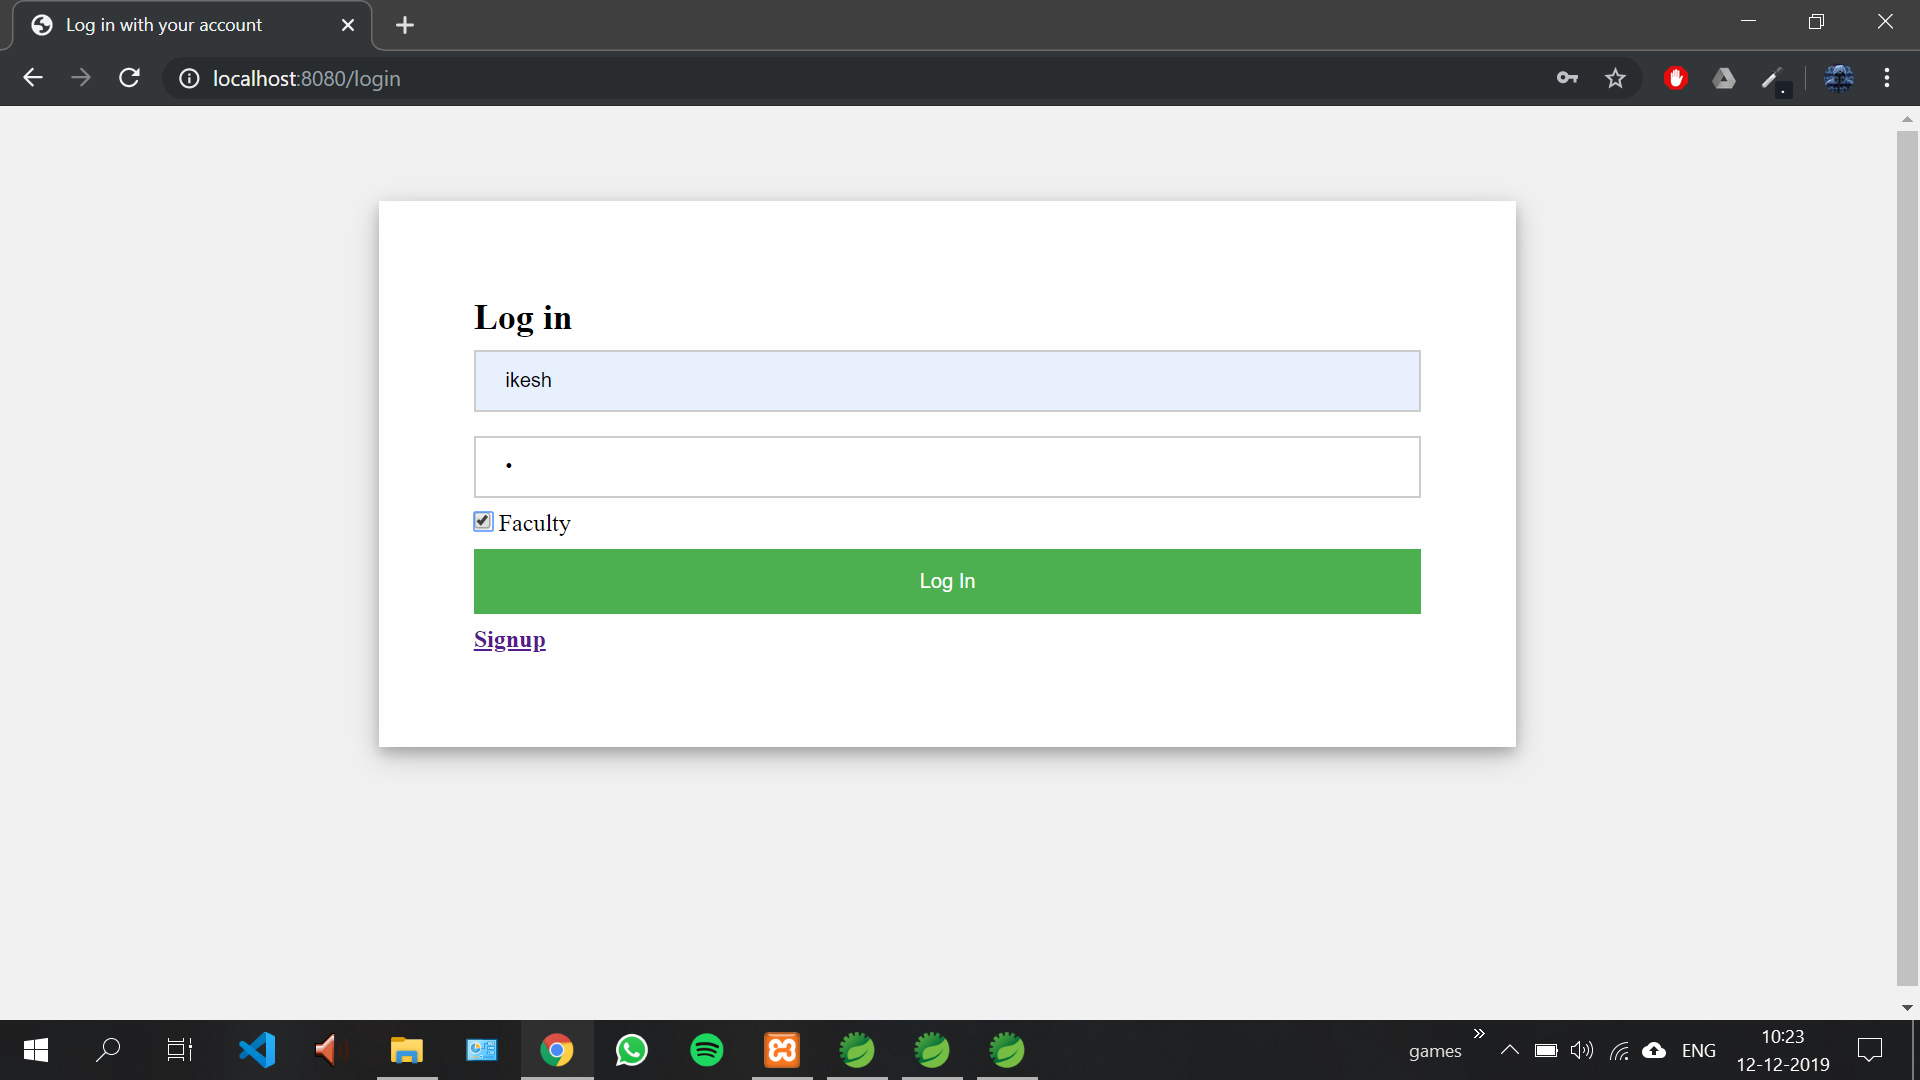 Log in with your account
localhost:8080/login
Log in
ikesh
Faculty
Log In
Signup
games
ENG
10:23
12-12-2019